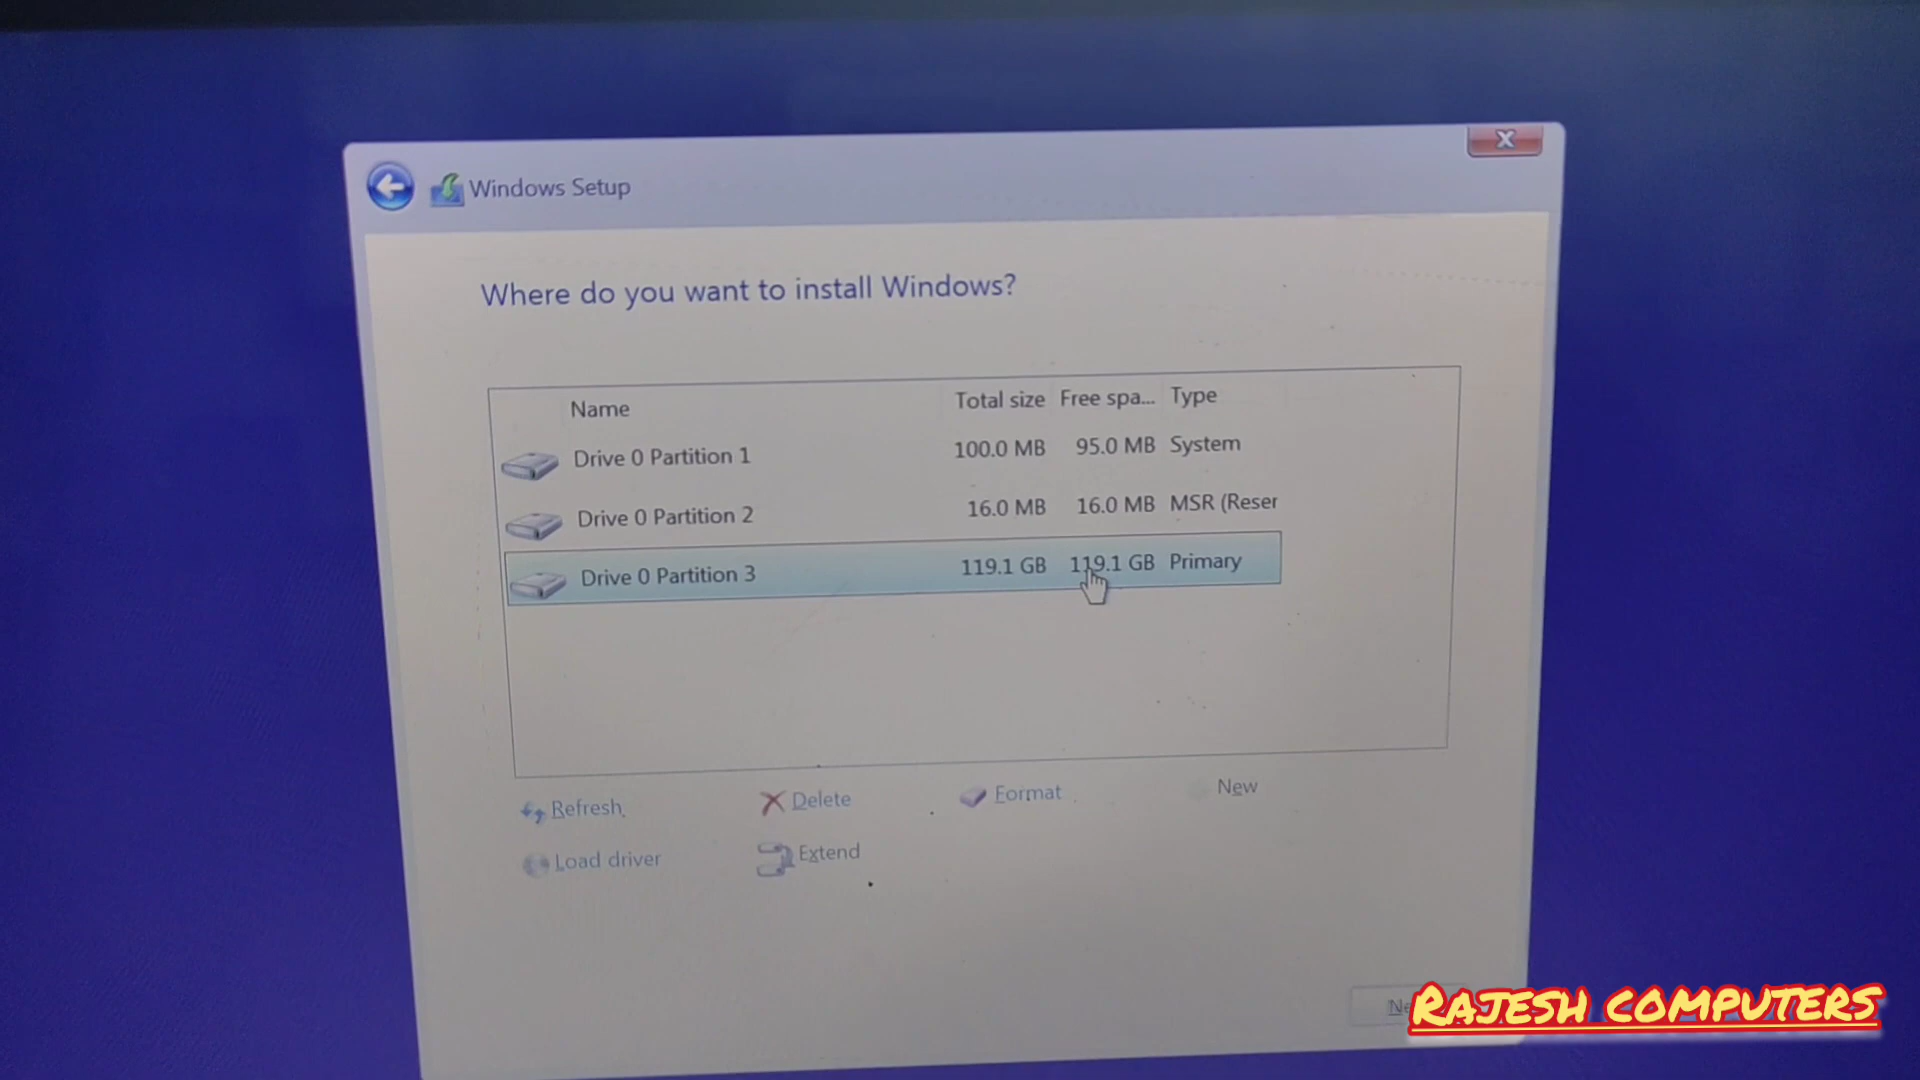 X
Windows Setup
Where do you want to install Windows?
Name Total size Free spa... Type
Drive 0 Partition 1 100.0 MB 95.0 MB System
Drive 0 Partition 2 16.0 MB 16.0 MB MSR (Reser
Drive 0 Partition 3 119.1 GB 119.1 GB Primary
Refresh Delete Format New
Load driver Extend
RAJESH COMPUTERS